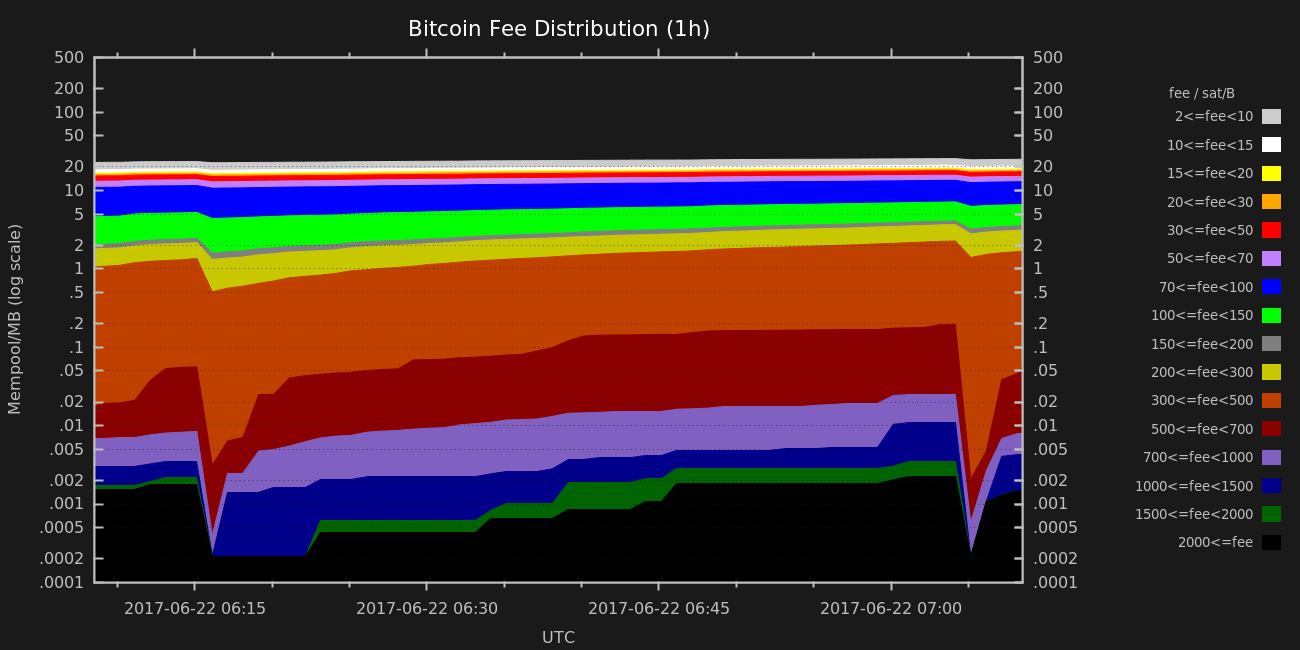 Bitcoin Fee Distribution (1h)
Mempool/MB (log scale)
500
200
100
50
20
10
5
2
1
.5
.2
.1
.05
.02
.01
.005
.002
.001
.0005
.0002
.0001
500
200
100
50
20
10
5
2
1
.5
.2
.1
.05
.02
.01
.005
.002
.001
.0005
.0002
.0001
2017-06-22 06:15
2017-06-22 06:30
2017-06-22 06:45
2017-06-22 07:00
UTC
fee / sat/B
2<=fee<10
10<=fee<15
15<=fee<20
20<=fee<30
30<=fee<50
50<=fee<70
70<=fee<100
100<=fee<150
150<=fee<200
200<=fee<300
300<=fee<500
500<=fee<700
700<=fee<1000
1000<=fee<1500
1500<=fee<2000
2000<=fee